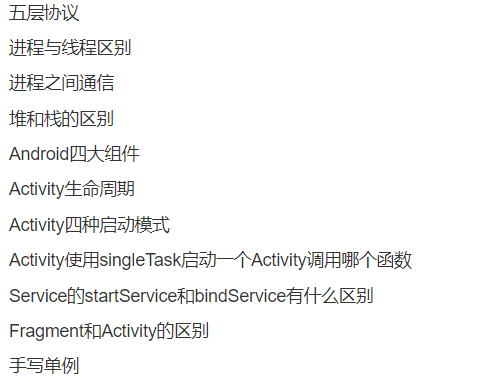 五层协议
进程与线程区别
进程之间通信
堆和栈的区别
Android四大组件
Activity生命周期
Activity四种启动模式
Activity使用singleTask启动一个Activity调用哪个函数
Service的startService和bindService有什么区别
Fragment和Activity的区别
手写单例